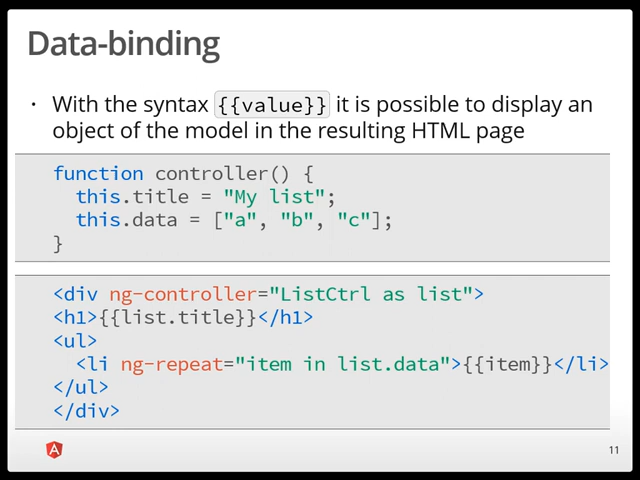 Data-binding
• With the syntax {{value}} it is possible to display an
object of the model in the resulting HTML page
function controller() {
  this.title = "My list";
  this.data = ["a", "b", "c"];
}
<div ng-controller="ListCtrl as list">
<h1>{{list.title}}</h1>
<ul>
  <li ng-repeat="item in list.data">{{item}}</li>
</ul>
</div>
A
11